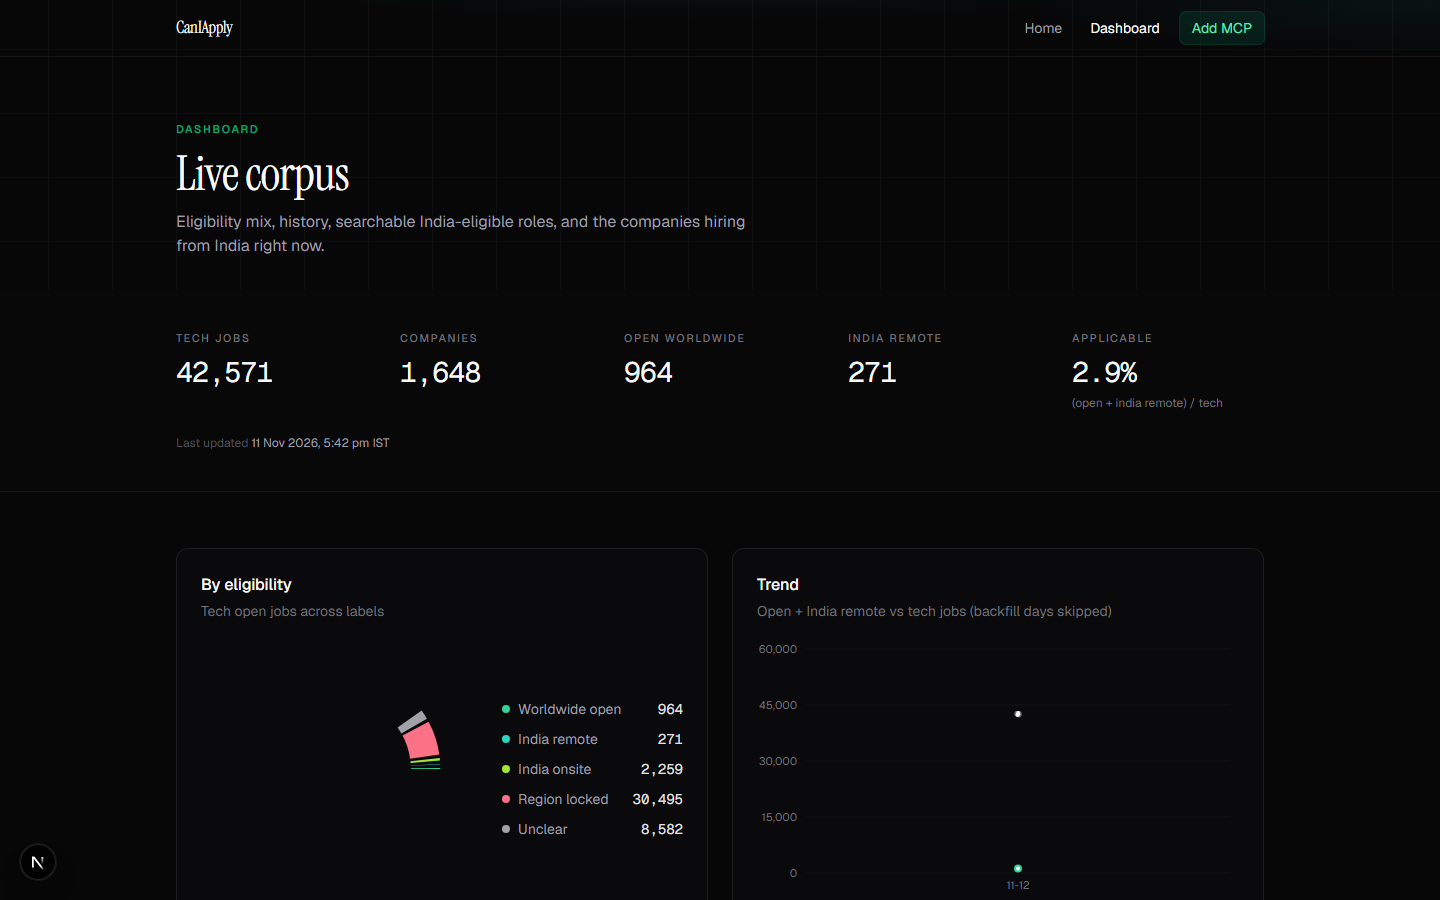 CanIApply
Home
Dashboard
Add MCP
DASHBOARD
Live corpus
Eligibility mix, history, searchable India-eligible roles, and the companies hiring
from India right now.
TECH JOBS
42,571
COMPANIES
1,648
OPEN WORLDWIDE
964
INDIA REMOTE
271
APPLICABLE
2.9%
(open + india remote) / tech
Last updated 11 Nov 2026, 5:42 pm IST
By eligibility
Tech open jobs across labels
Worldwide open 964
India remote 271
India onsite 2,259
Region locked 30,495
Unclear 8,582
Trend
Open + India remote vs tech jobs (backfill days skipped)
60,000
45,000
30,000
15,000
0
11-12
N